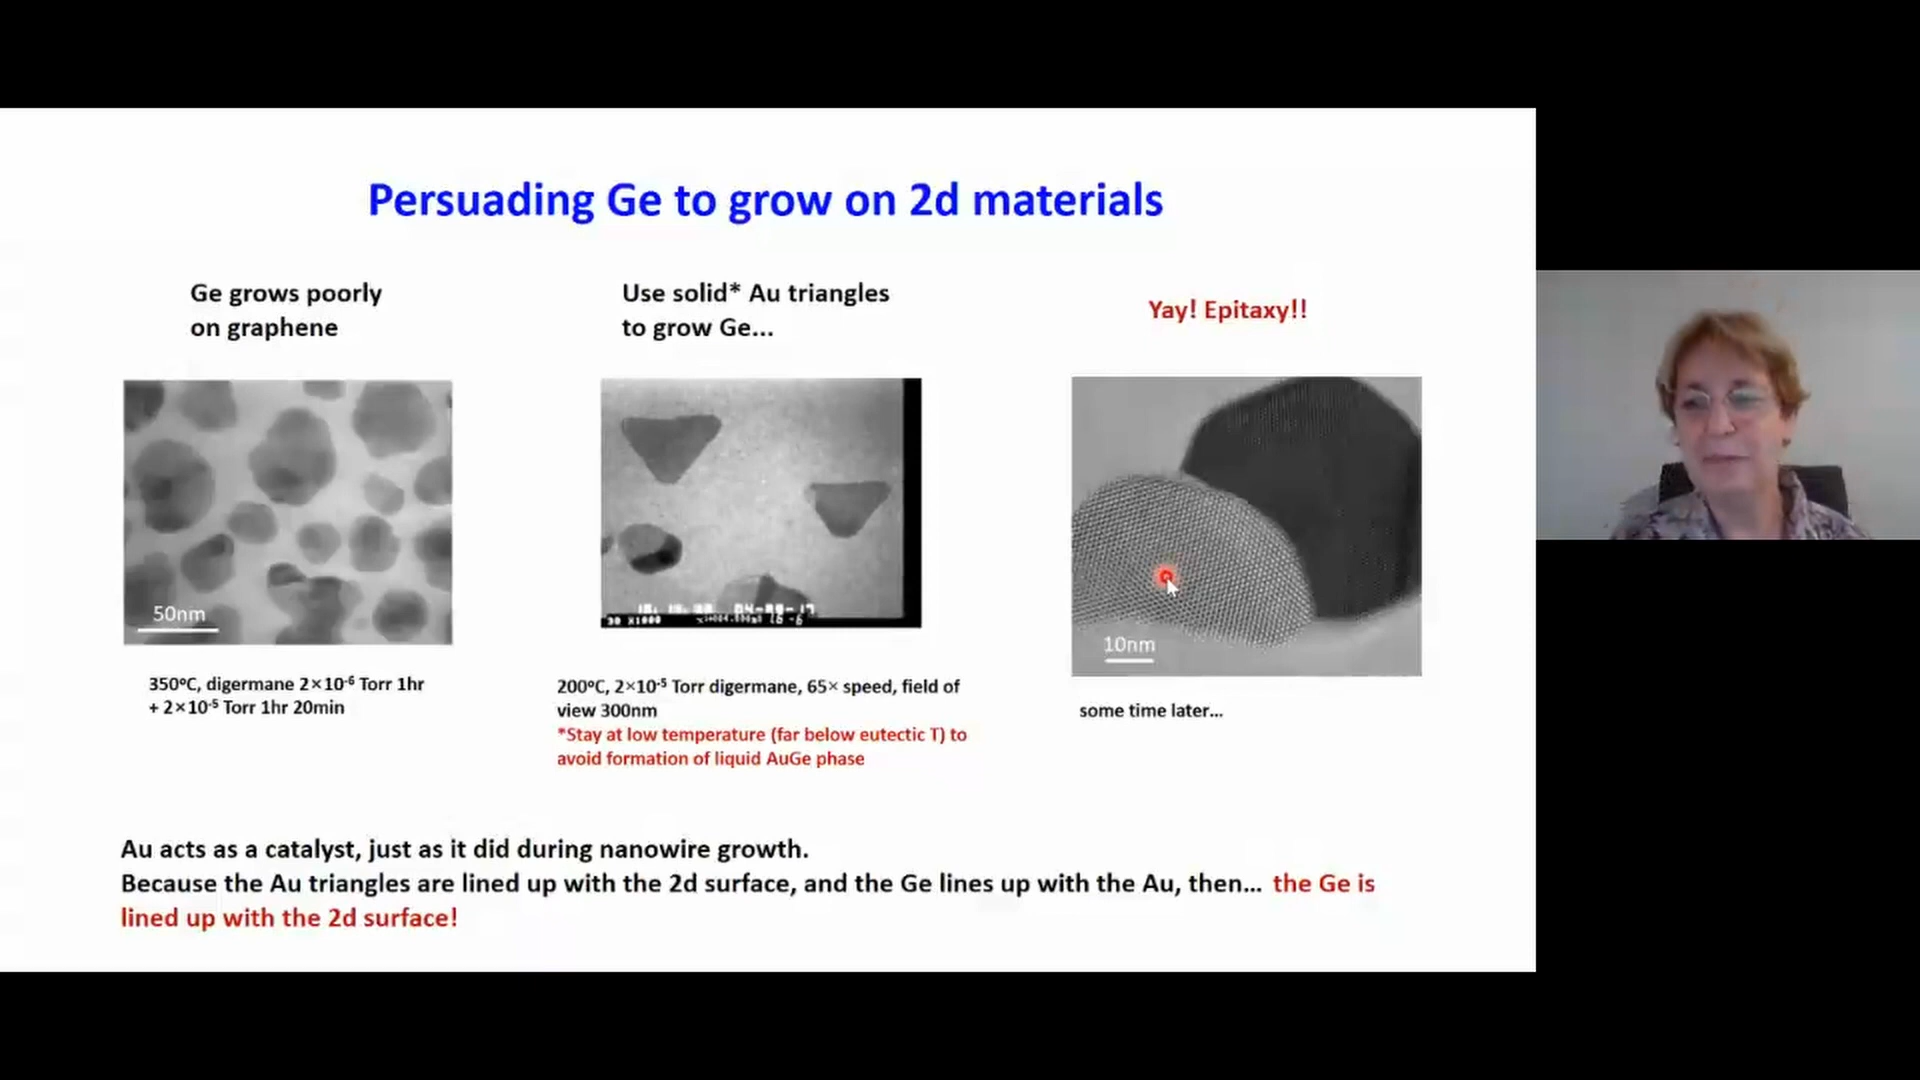 Persuading Ge to grow on 2d materials
Ge grows poorly
on graphene
Use solid* Au triangles
to grow Ge...
Yay! Epitaxy!!
50nm
30 X1000
10nm
350ºC, digermane 2×10⁻⁶ Torr 1hr
+ 2×10⁻⁵ Torr 1hr 20min
200ºC, 2×10⁻⁵ Torr digermane, 65× speed, field of
view 300nm
*Stay at low temperature (far below eutectic T) to
avoid formation of liquid AuGe phase
some time later...
Au acts as a catalyst, just as it did during nanowire growth.
Because the Au triangles are lined up with the 2d surface, and the Ge lines up with the Au, then... the Ge is
lined up with the 2d surface!